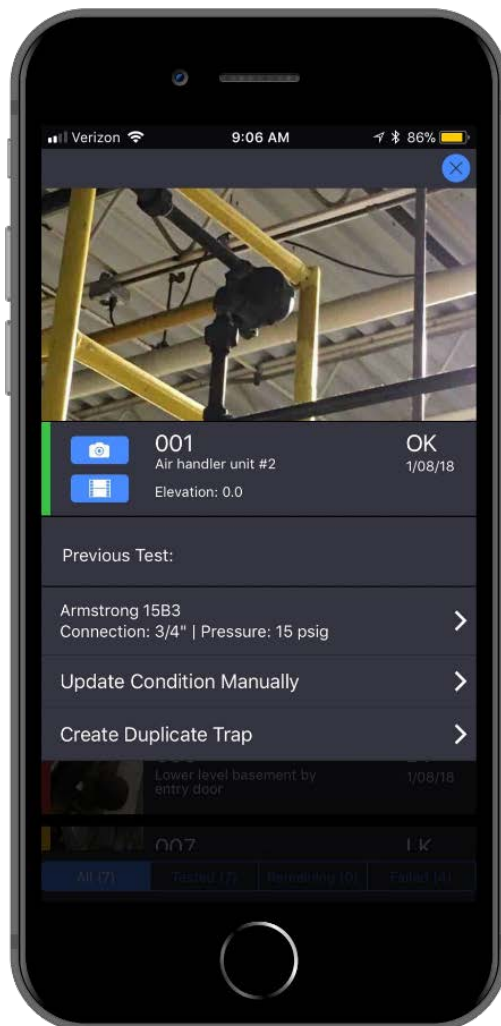 Verizon 9:06 AM 86%
001 OK
Air handler unit #2 1/08/18
Elevation: 0.0
Previous Test:
Armstrong 15B3
Connection: 3/4" | Pressure: 15 psig
Update Condition Manually
Create Duplicate Trap
Lower level basement by 1/08/18
entry door
007 LK
All (7) Tested (7) Remaining (0) Failed (4)